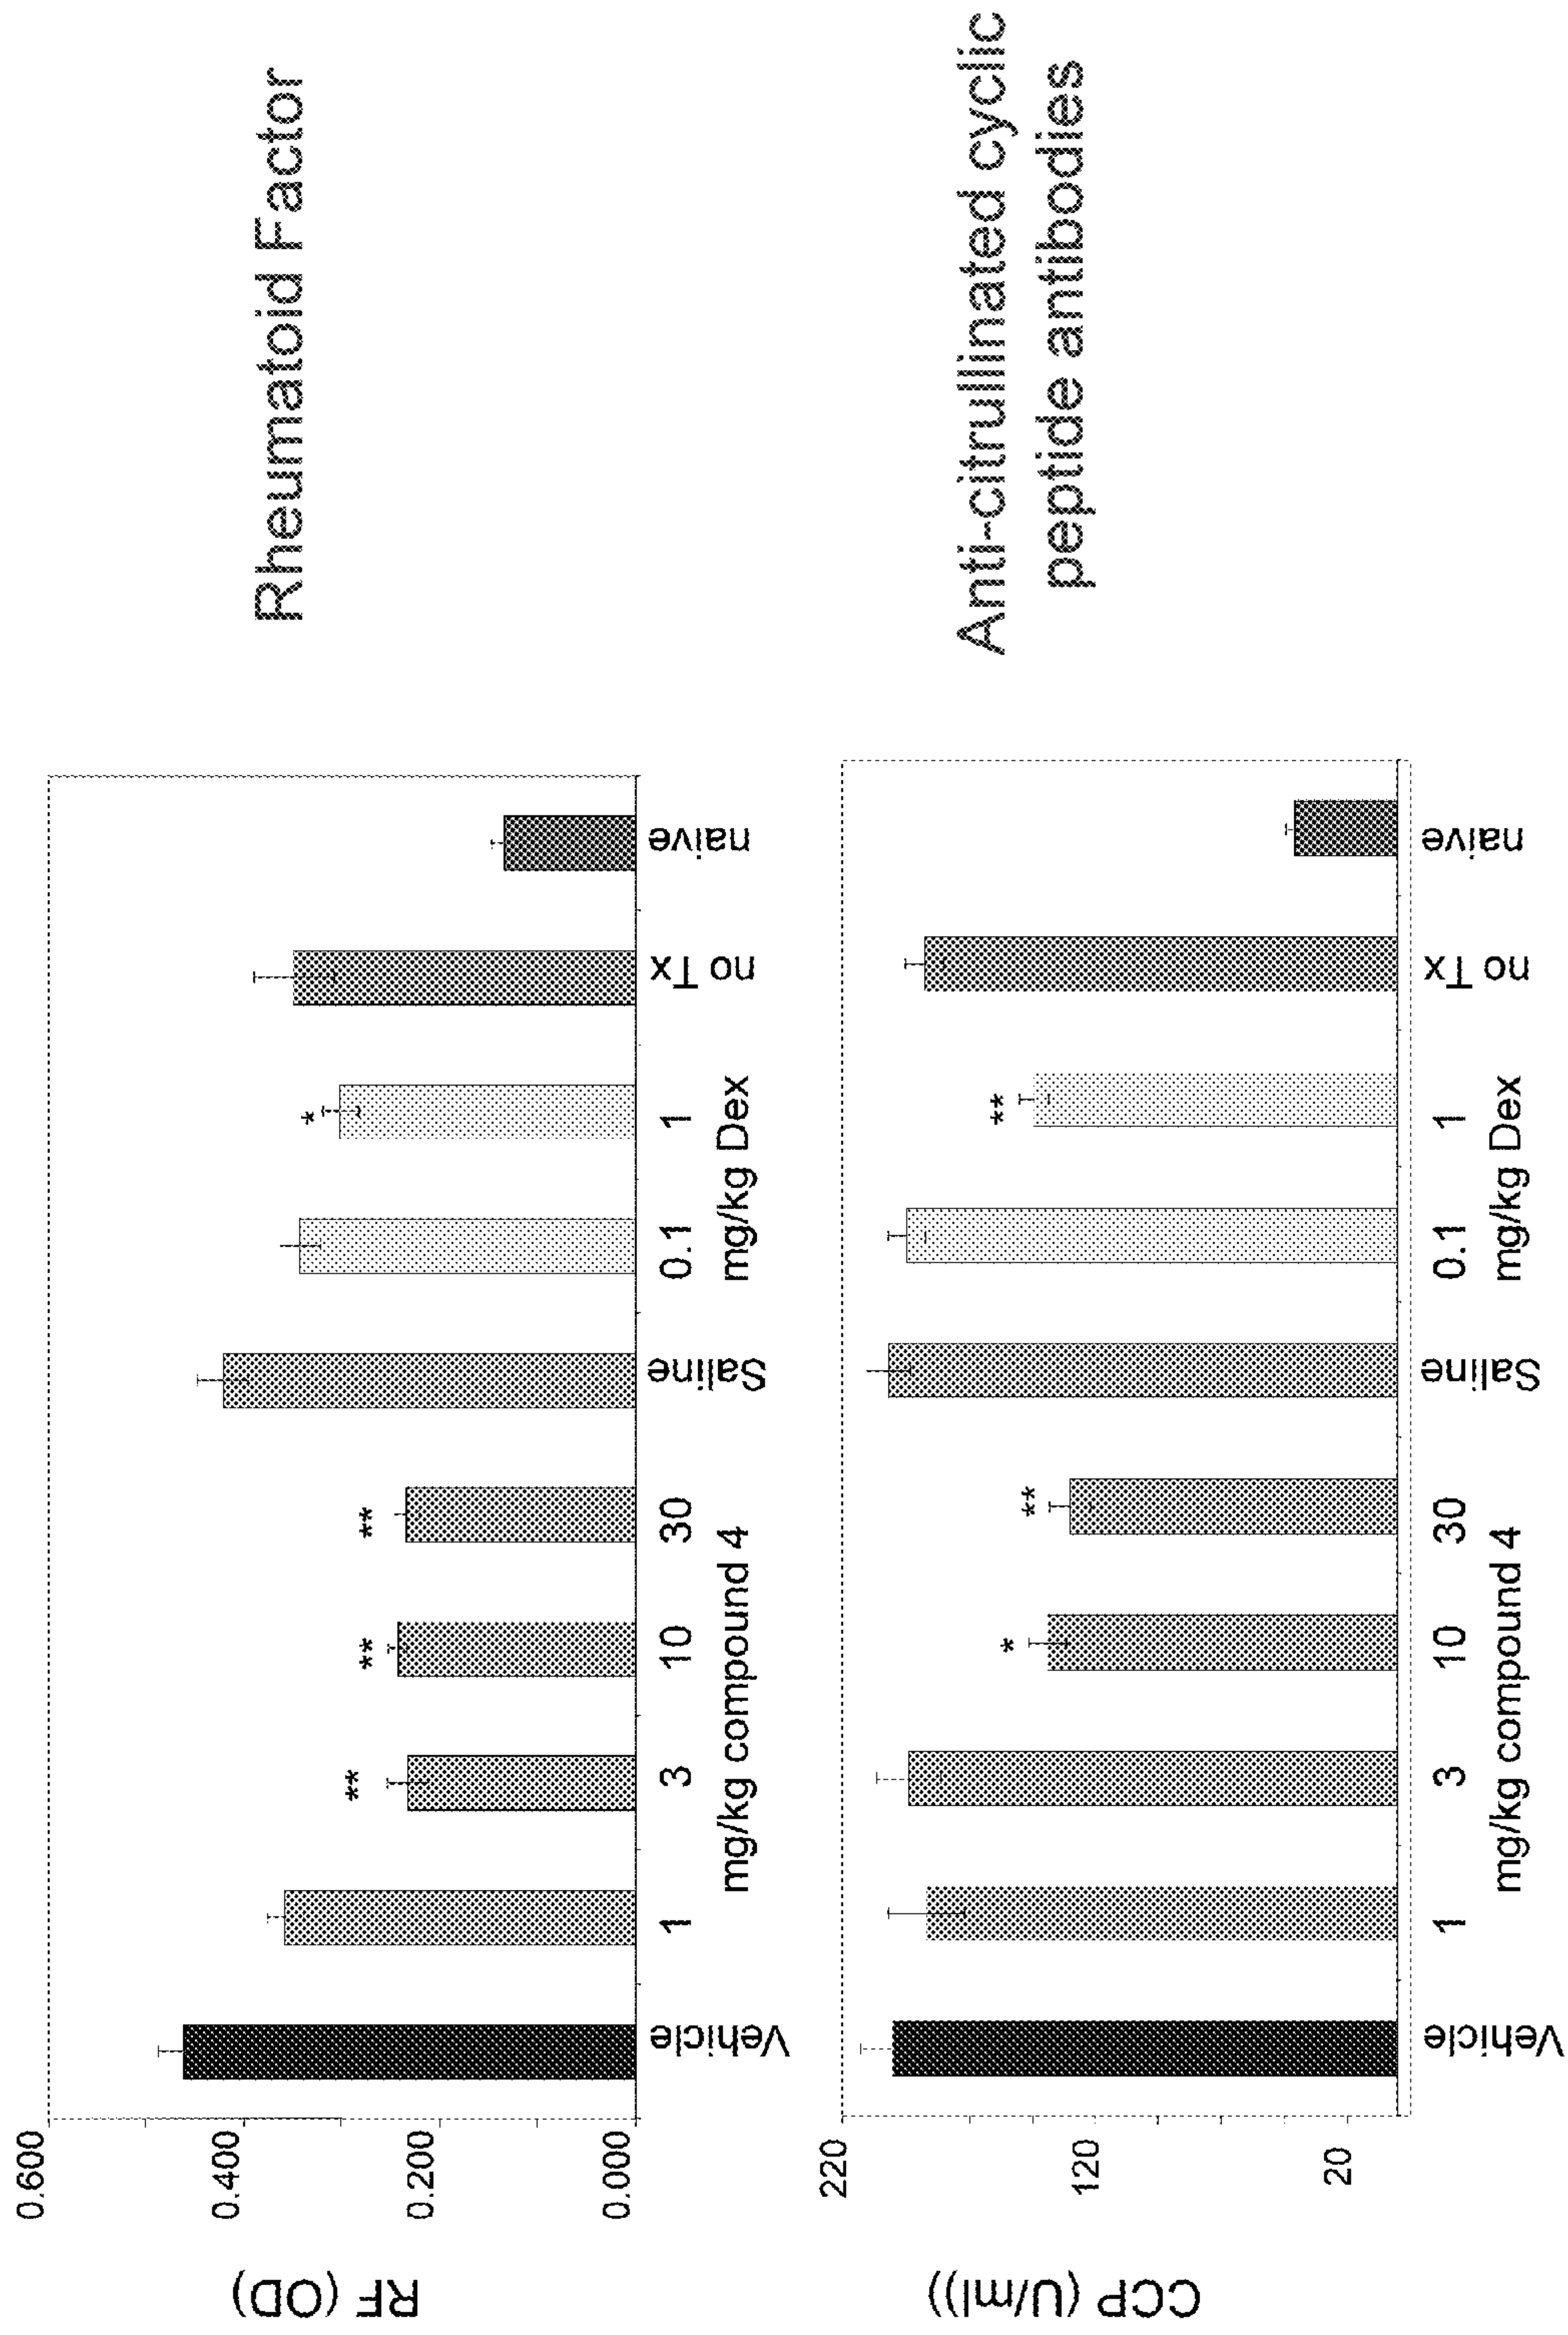 Rheumatoid Factor
RF (OD)
0.600
0.400
0.200
0.000
** ** ** *
Vehicle 1 3 10 30 Saline 0.1 1 no Tx naive
mg/kg compound 4 mg/kg Dex
Anti-citrullinated cyclic
peptide antibodies
CCP (U/ml))
220
120
20
* ** **
Vehicle 1 3 10 30 Saline 0.1 1 no Tx naive
mg/kg compound 4 mg/kg Dex